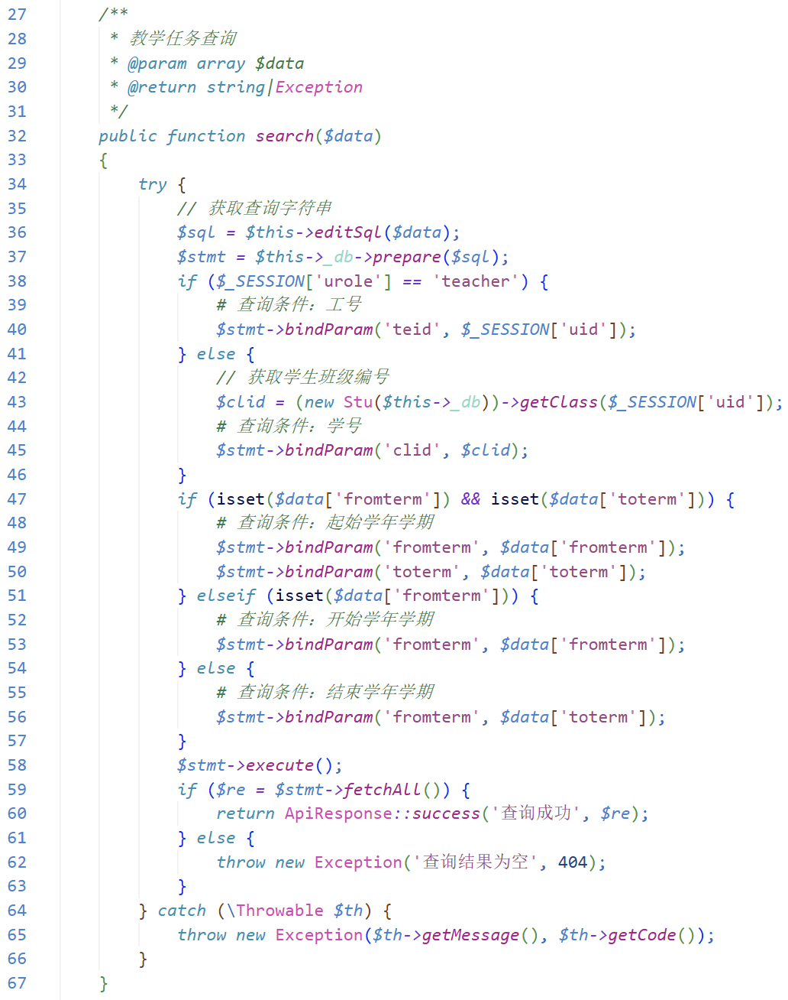 27 /**
28 * 教学任务查询
29 * @param array $data
30 * @return string|Exception
31 */
32 public function search($data)
33 {
34 try {
35 // 获取查询字符串
36 $sql = $this->editSql($data);
37 $stmt = $this->_db->prepare($sql);
38 if ($_SESSION['urole'] == 'teacher') {
39 # 查询条件：工号
40 $stmt->bindParam('teid', $_SESSION['uid']);
41 } else {
42 // 获取学生班级编号
43 $clid = (new Stu($this->_db))->getClass($_SESSION['uid']);
44 # 查询条件：学号
45 $stmt->bindParam('clid', $clid);
46 }
47 if (isset($data['fromterm']) && isset($data['toterm'])) {
48 # 查询条件：起始学年学期
49 $stmt->bindParam('fromterm', $data['fromterm']);
50 $stmt->bindParam('toterm', $data['toterm']);
51 } elseif (isset($data['fromterm'])) {
52 # 查询条件：开始学年学期
53 $stmt->bindParam('fromterm', $data['fromterm']);
54 } else {
55 # 查询条件：结束学年学期
56 $stmt->bindParam('fromterm', $data['toterm']);
57 }
58 $stmt->execute();
59 if ($re = $stmt->fetchAll()) {
60 return ApiResponse::success('查询成功', $re);
61 } else {
62 throw new Exception('查询结果为空', 404);
63 }
64 } catch (\Throwable $th) {
65 throw new Exception($th->getMessage(), $th->getCode());
66 }
67 }